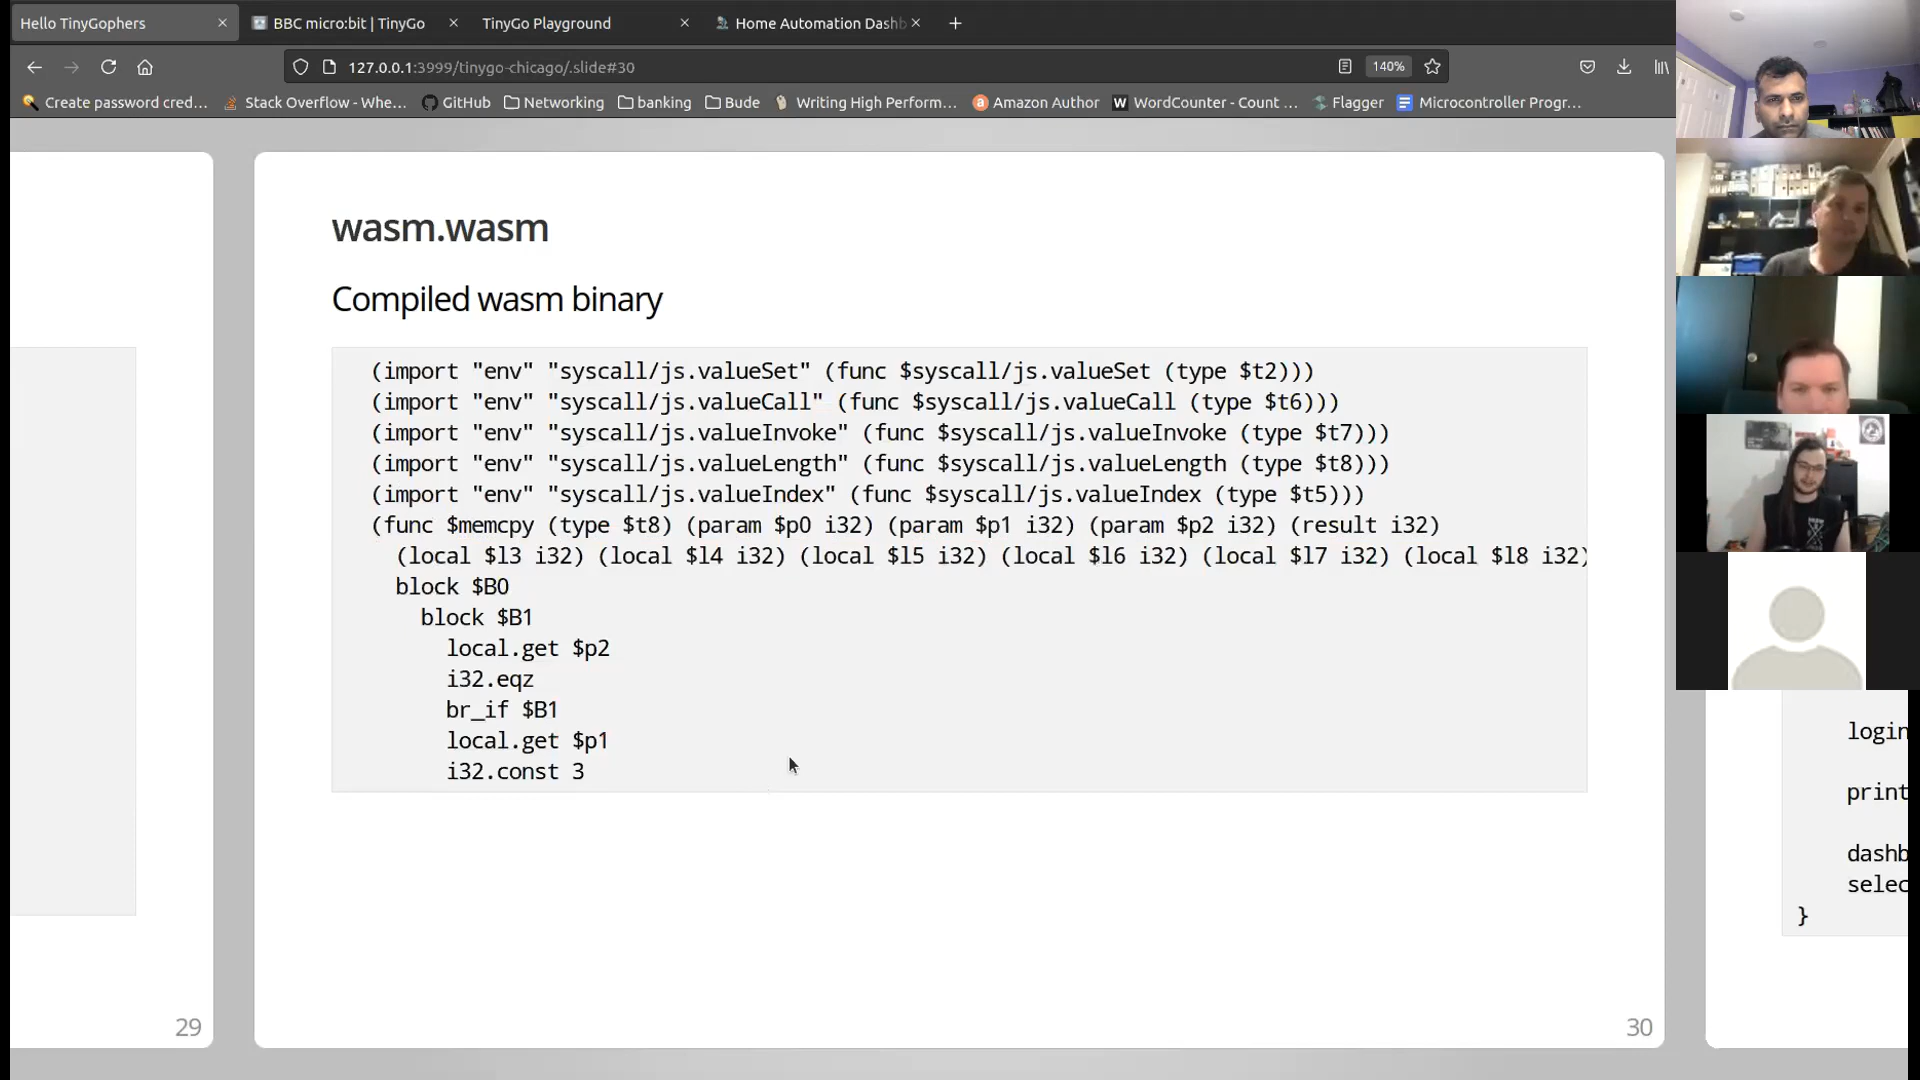 Hello TinyGophers
BBC micro:bit | TinyGo
TinyGo Playground
Home Automation Dashb
127.0.0.1:3999/tinygo-chicago/.slide#30
140%
Create password cred…
Stack Overflow - Whe…
GitHub
Networking
banking
Bude
Writing High Perform…
Amazon Author
WordCounter - Count …
Flagger
Microcontroller Progr…
wasm.wasm
Compiled wasm binary
(import "env" "syscall/js.valueSet" (func $syscall/js.valueSet (type $t2)))
(import "env" "syscall/js.valueCall" (func $syscall/js.valueCall (type $t6)))
(import "env" "syscall/js.valueInvoke" (func $syscall/js.valueInvoke (type $t7)))
(import "env" "syscall/js.valueLength" (func $syscall/js.valueLength (type $t8)))
(import "env" "syscall/js.valueIndex" (func $syscall/js.valueIndex (type $t5)))
(func $memcpy (type $t8) (param $p0 i32) (param $p1 i32) (param $p2 i32) (result i32)
(local $l3 i32) (local $l4 i32) (local $l5 i32) (local $l6 i32) (local $l7 i32) (local $l8 i32)
block $B0
block $B1
local.get $p2
i32.eqz
br_if $B1
local.get $p1
i32.const 3
29
30
login
print
dashb
selec
}